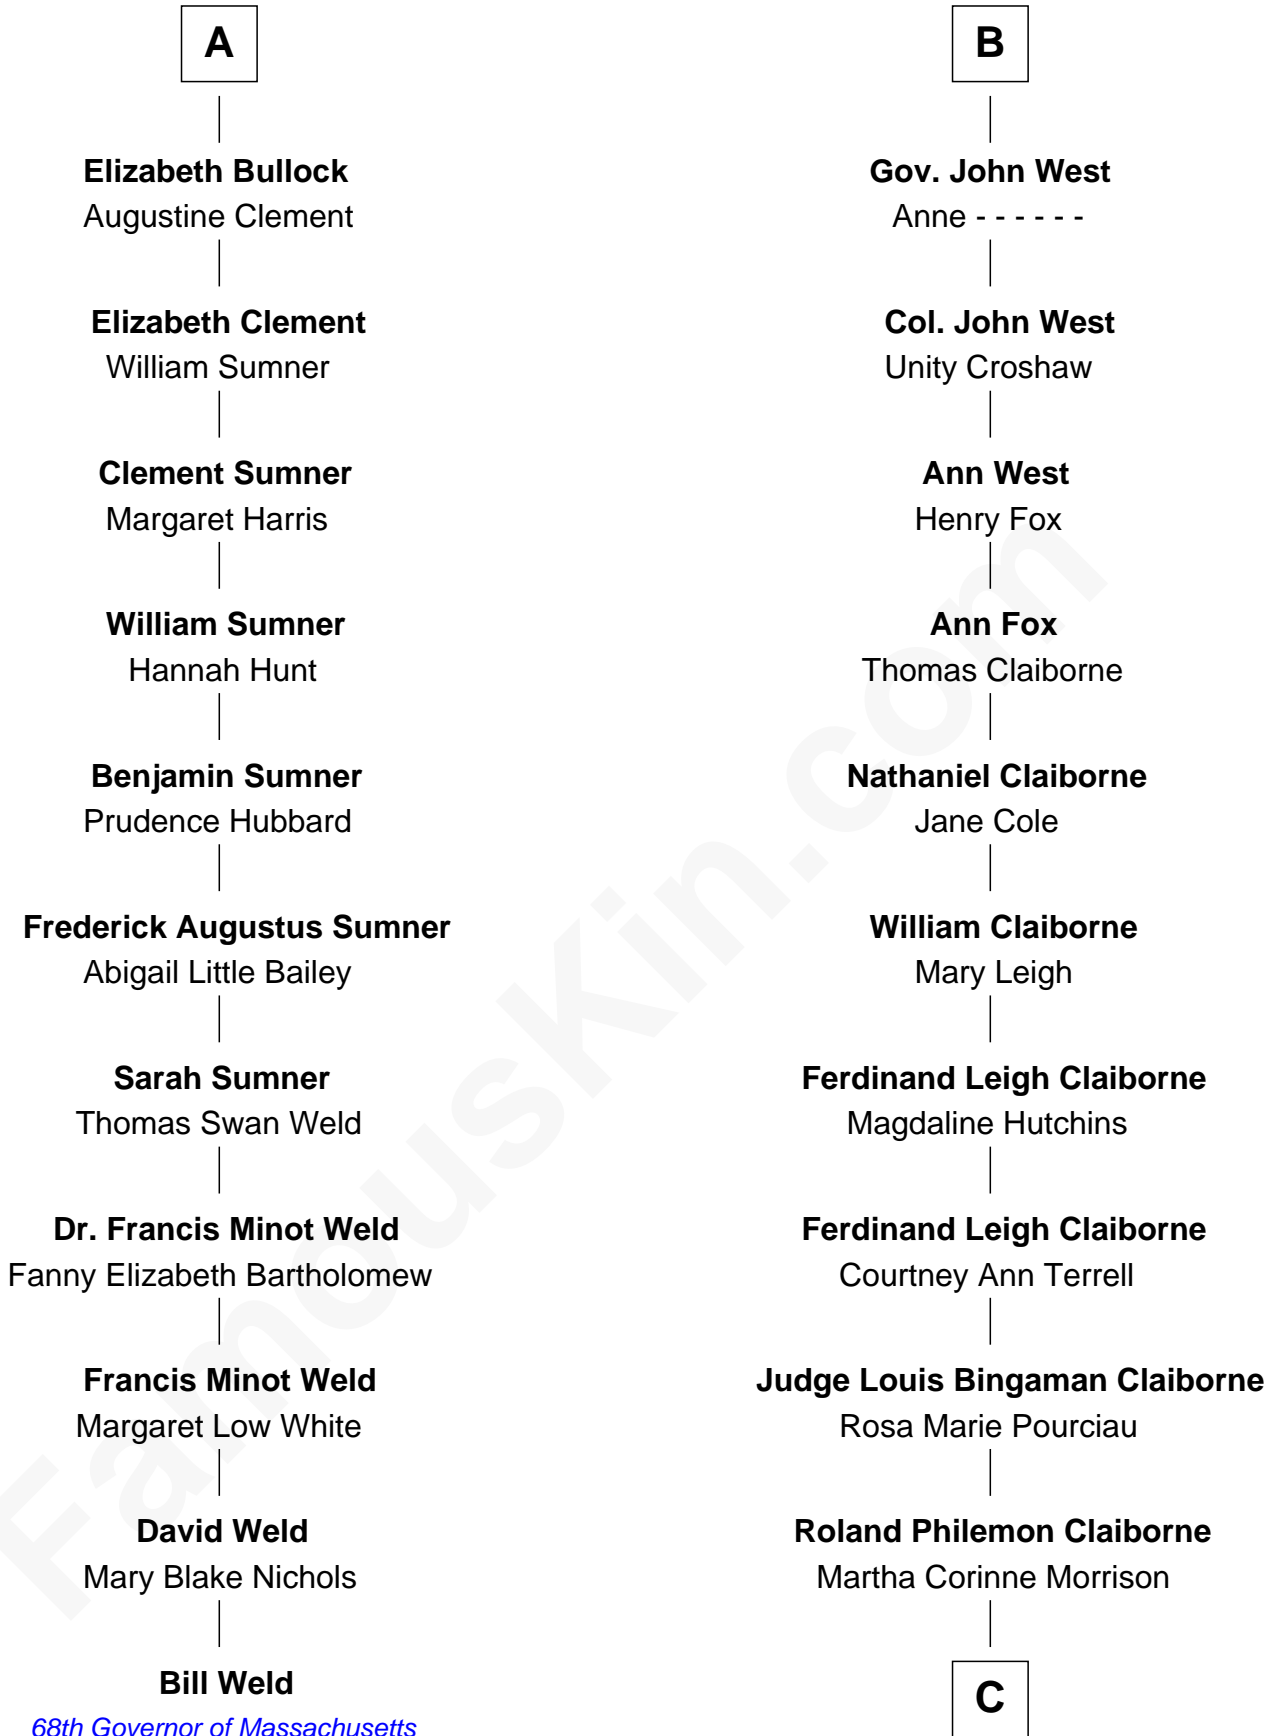 A
Elizabeth Bullock
Augustine Clement
Elizabeth Clement
William Sumner
Clement Sumner
Margaret Harris
William Sumner
Hannah Hunt
Benjamin Sumner
Prudence Hubbard
Frederick Augustus Sumner
Abigail Little Bailey
Sarah Sumner
Thomas Swan Weld
Dr. Francis Minot Weld
Fanny Elizabeth Bartholomew
Francis Minot Weld
Margaret Low White
David Weld
Mary Blake Nichols
Bill Weld
68th Governor of Massachusetts
B
Gov. John West
Anne - - - - - -
Col. John West
Unity Croshaw
Ann West
Henry Fox
Ann Fox
Thomas Claiborne
Nathaniel Claiborne
Jane Cole
William Claiborne
Mary Leigh
Ferdinand Leigh Claiborne
Magdaline Hutchins
Ferdinand Leigh Claiborne
Courtney Ann Terrell
Judge Louis Bingaman Claiborne
Rosa Marie Pourciau
Roland Philemon Claiborne
Martha Corinne Morrison
C
FamousKin.com